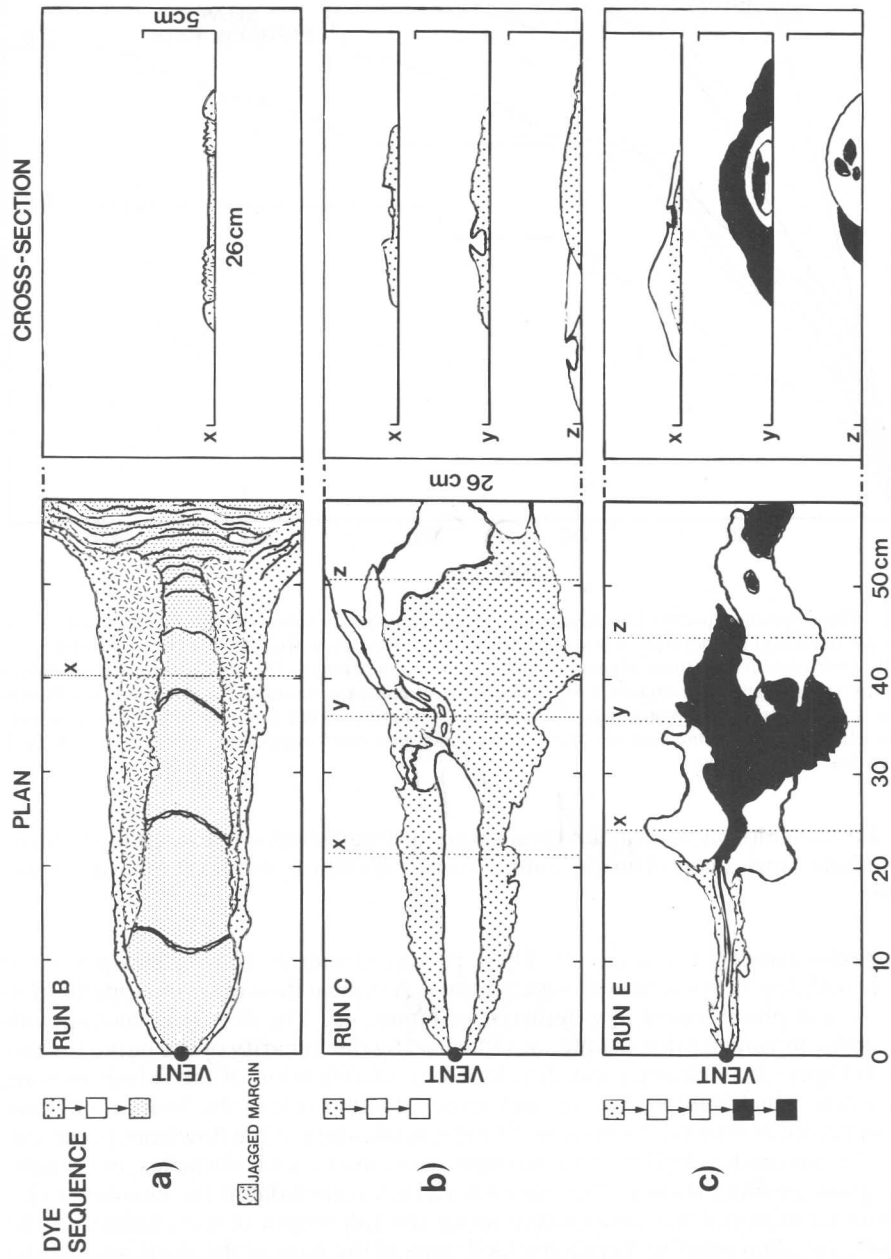 PLAN
CROSS-SECTION
DYE
SEQUENCE
a)
JAGGED MARGIN
RUN B
VENT
x
x
26cm
5cm
b)
RUN C
VENT
x
y
z
26 cm
x
y
z
c)
RUN E
VENT
x
y
z
x
y
z
0
10
20
30
40
50cm